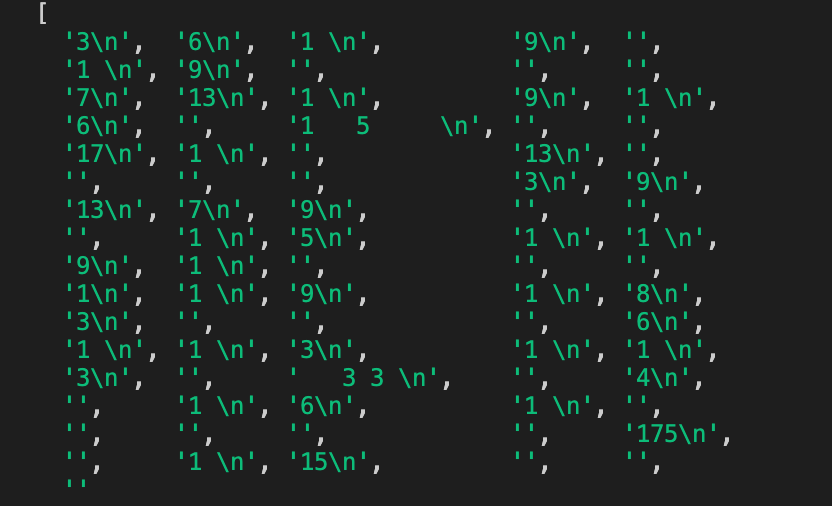 [
'3\n', '6\n', '1 \n', '9\n', '',
'1 \n', '9\n', '', '', '',
'7\n', '13\n', '1 \n', '9\n', '1 \n',
'6\n', '', '1   5     \n', '', '',
'17\n', '1 \n', '', '13\n', '',
'', '', '', '3\n', '9\n',
'13\n', '7\n', '9\n', '', '',
'', '1 \n', '5\n', '1 \n', '1 \n',
'9\n', '1 \n', '', '', '',
'1\n', '1 \n', '9\n', '1 \n', '8\n',
'3\n', '', '', '', '6\n',
'1 \n', '1 \n', '3\n', '1 \n', '1 \n',
'3\n', '', '   3 3 \n', '', '4\n',
'', '1 \n', '6\n', '1 \n', '',
'', '', '', '', '175\n',
'', '1 \n', '15\n', '', '',
''